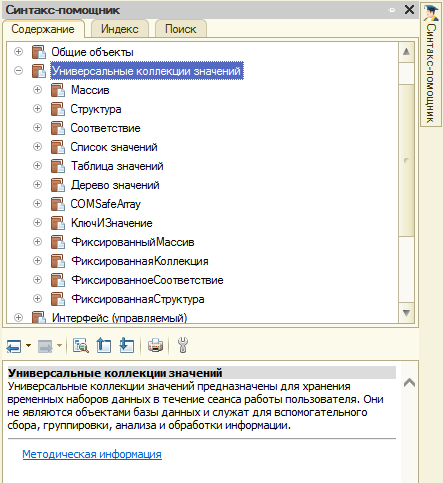 Синтакс-помощник
Содержание
Индекс
Поиск
Синтакс-помощник
Общие объекты
Универсальные коллекции значений
Массив
Структура
Соответствие
Список значений
Таблица значений
Дерево значений
COMSafeArray
КлючИЗначение
ФиксированныйМассив
ФиксированнаяКоллекция
ФиксированноеСоответствие
ФиксированнаяСтруктура
Интерфейс (управляемый)
Универсальные коллекции значений
Универсальные коллекции значений предназначены для хранения
временных наборов данных в течение сеанса работы пользователя. Они
не являются объектами базы данных и служат для вспомогательного
сбора, группировки, анализа и обработки информации.
Методическая информация